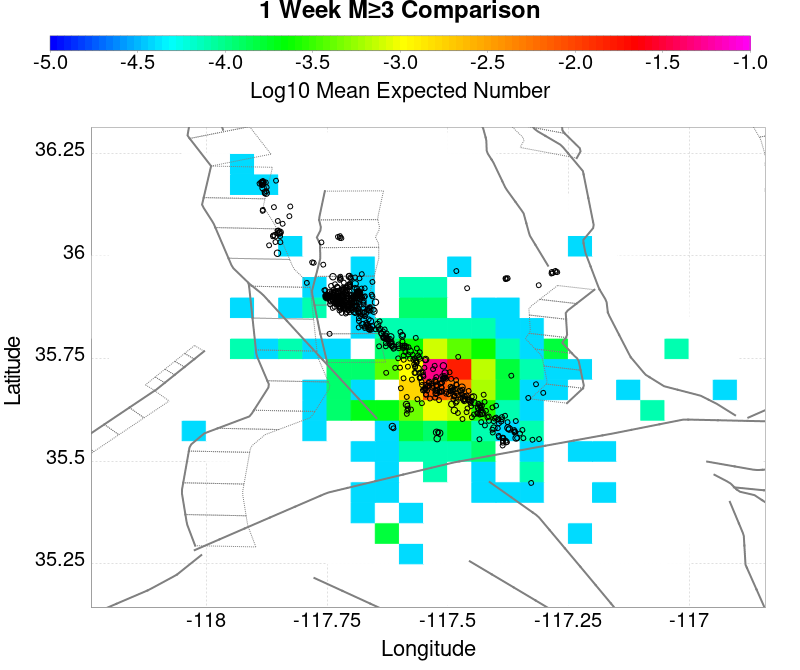 1 Week M≥3 Comparison
-5.0 -4.5 -4.0 -3.5 -3.0 -2.5 -2.0 -1.5 -1.0
Log10 Mean Expected Number
36.25
36
35.75
35.5
35.25
Latitude
-118 -117.75 -117.5 -117.25 -117
Longitude